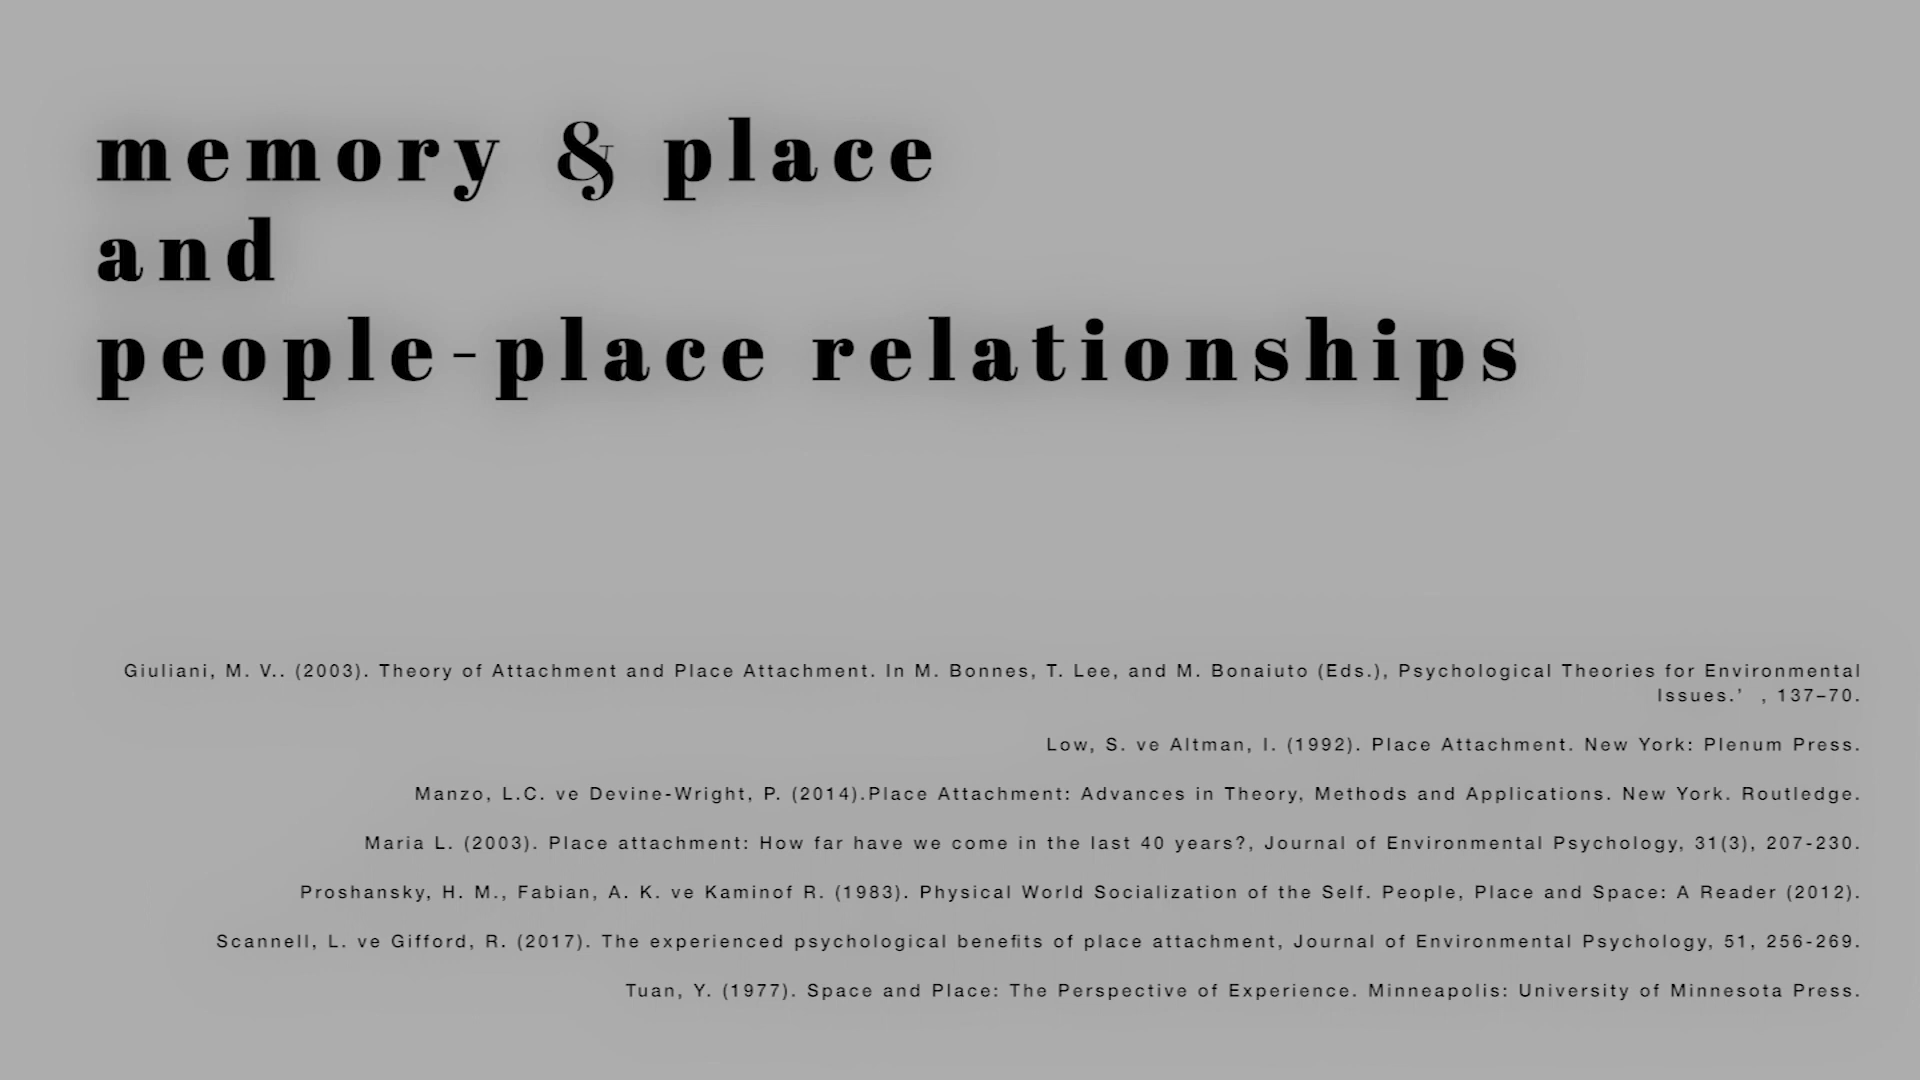 memory & place
and
people-place relationships
Giuliani, M. V.. (2003). Theory of Attachment and Place Attachment. In M. Bonnes, T. Lee, and M. Bonaiuto (Eds.), Psychological Theories for Environmental
Issues.’ , 137–70.
Low, S. ve Altman, I. (1992). Place Attachment. New York: Plenum Press.
Manzo, L.C. ve Devine-Wright, P. (2014).Place Attachment: Advances in Theory, Methods and Applications. New York. Routledge.
Maria L. (2003). Place attachment: How far have we come in the last 40 years?, Journal of Environmental Psychology, 31(3), 207-230.
Proshansky, H. M., Fabian, A. K. ve Kaminof R. (1983). Physical World Socialization of the Self. People, Place and Space: A Reader (2012).
Scannell, L. ve Gifford, R. (2017). The experienced psychological benefits of place attachment, Journal of Environmental Psychology, 51, 256-269.
Tuan, Y. (1977). Space and Place: The Perspective of Experience. Minneapolis: University of Minnesota Press.